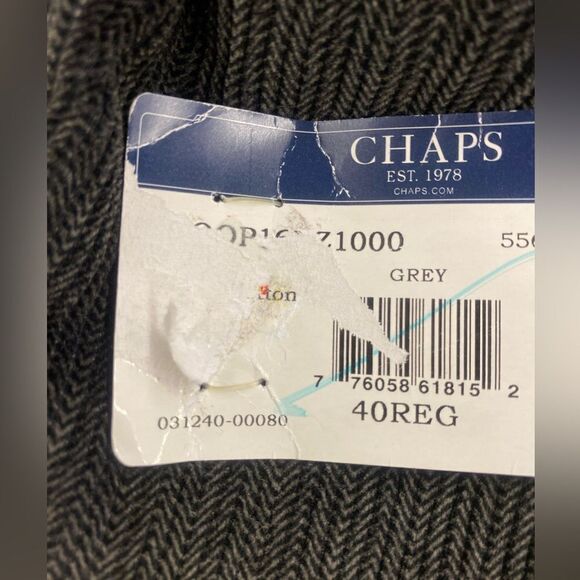 CHAPS
EST. 1978
CHAPS.COM
Z1000
GREY
7 76058 61815 2
031240-00080
40REG